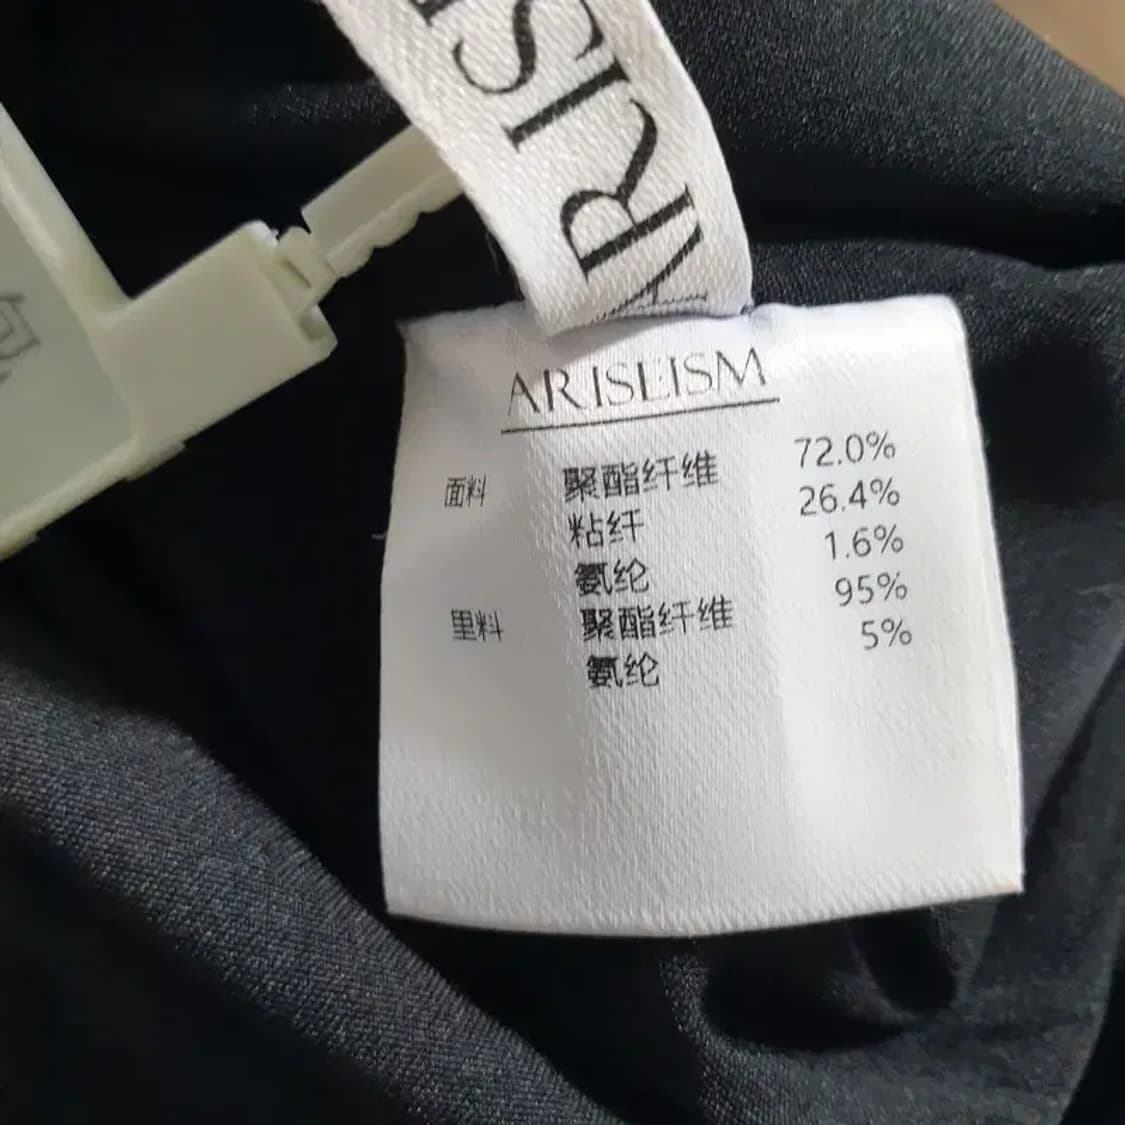 ARIS
ARISEISM
面料 聚酯纤维 72.0%
粘纤 26.4%
氨纶 1.6%
里料 聚酯纤维 95%
氨纶 5%